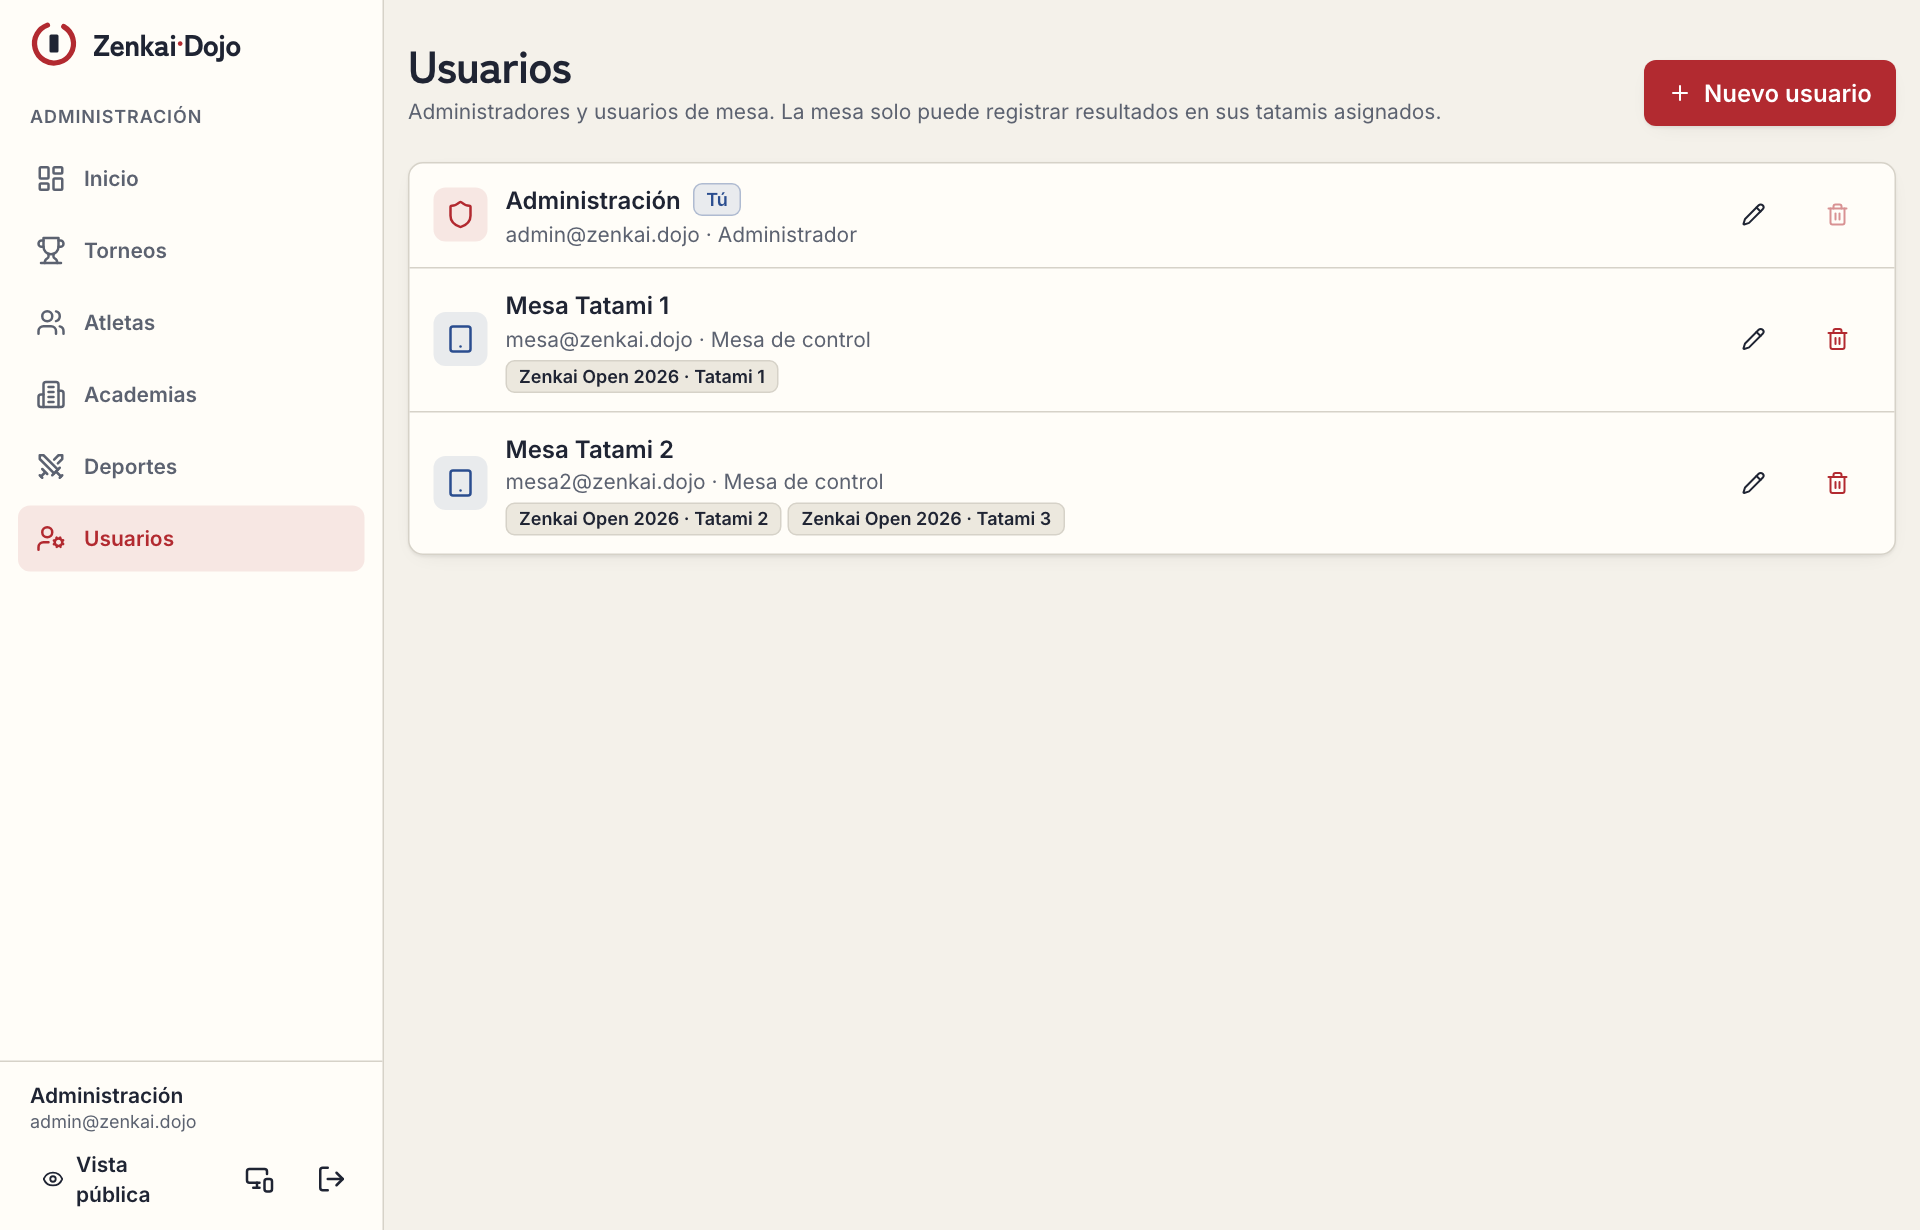 Zenkai·Dojo
ADMINISTRACIÓN
Inicio
Torneos
Atletas
Academias
Deportes
Usuarios
Administración
admin@zenkai.dojo
Vista
pública
Usuarios
Administradores y usuarios de mesa. La mesa solo puede registrar resultados en sus tatamis asignados.
+ Nuevo usuario
Administración Tú
admin@zenkai.dojo · Administrador
Mesa Tatami 1
mesa@zenkai.dojo · Mesa de control
Zenkai Open 2026 · Tatami 1
Mesa Tatami 2
mesa2@zenkai.dojo · Mesa de control
Zenkai Open 2026 · Tatami 2 Zenkai Open 2026 · Tatami 3